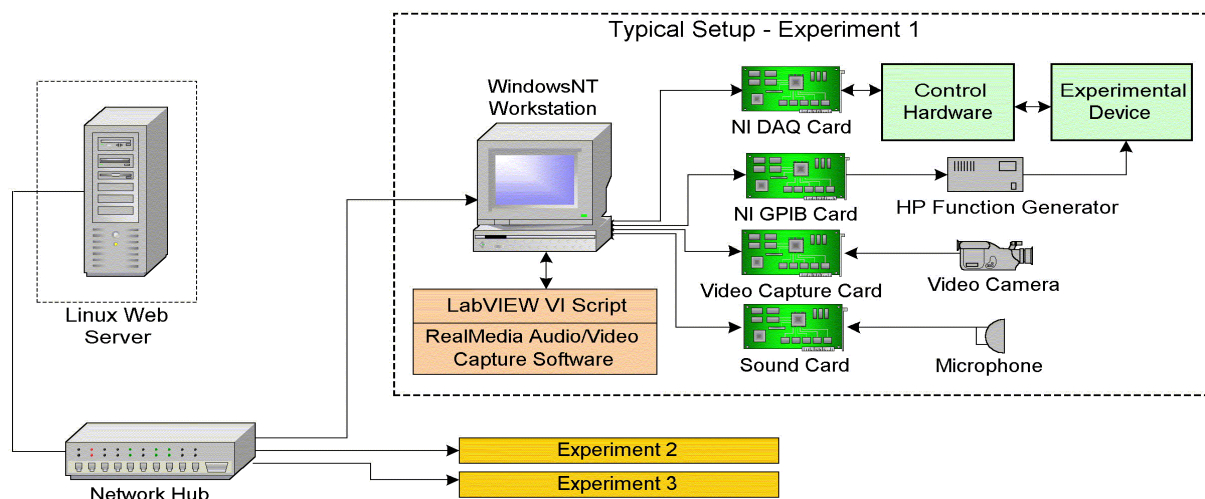 Typical Setup - Experiment 1
WindowsNT
Workstation
NI DAQ Card
Control
Hardware
Experimental
Device
NI GPIB Card
HP Function Generator
Video Capture Card
Video Camera
Sound Card
Microphone
LabVIEW VI Script
RealMedia Audio/Video
Capture Software
Linux Web
Server
Network Hub
Experiment 2
Experiment 3